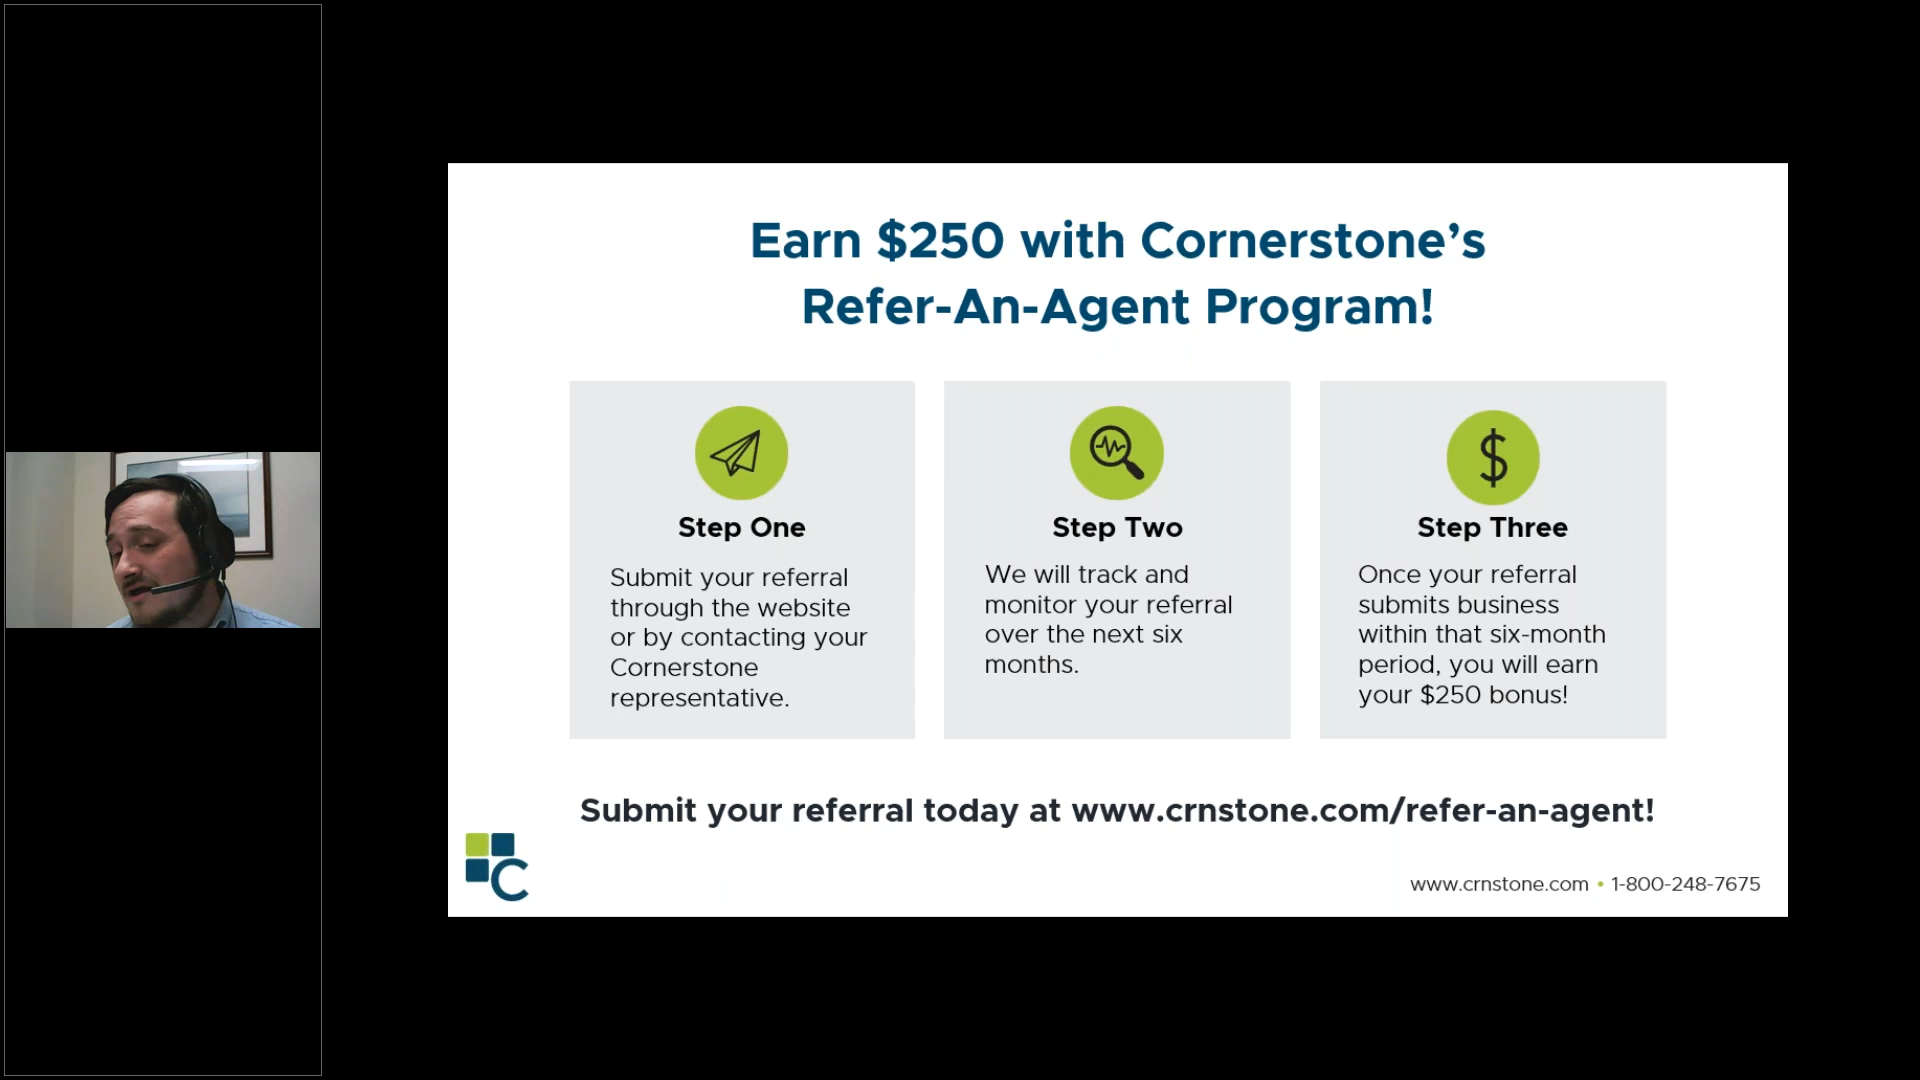 Earn $250 with Cornerstone’s
Refer-An-Agent Program!
Step One
Submit your referral
through the website
or by contacting your
Cornerstone
representative.
Step Two
We will track and
monitor your referral
over the next six
months.
Step Three
Once your referral
submits business
within that six-month
period, you will earn
your $250 bonus!
Submit your referral today at www.crnstone.com/refer-an-agent!
C
www.crnstone.com • 1-800-248-7675